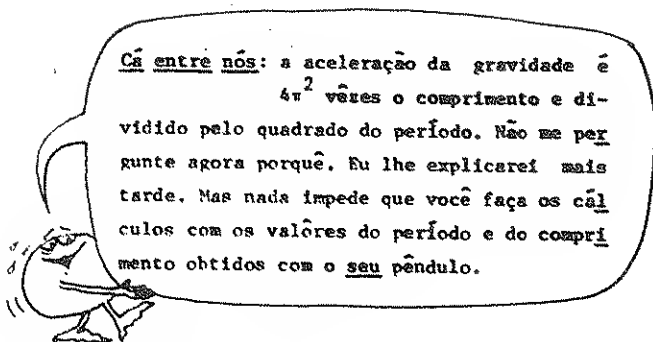 Cá entre nós: a aceleração da gravidade é
4π² vêzes o comprimento e di-
vidido pelo quadrado do período. Não me per
gunte agora porquê. Eu lhe explicarei mais
tarde. Mas nada impede que você faça os cál
culos com os valôres do período e do compri
mento obtidos com o seu pêndulo.